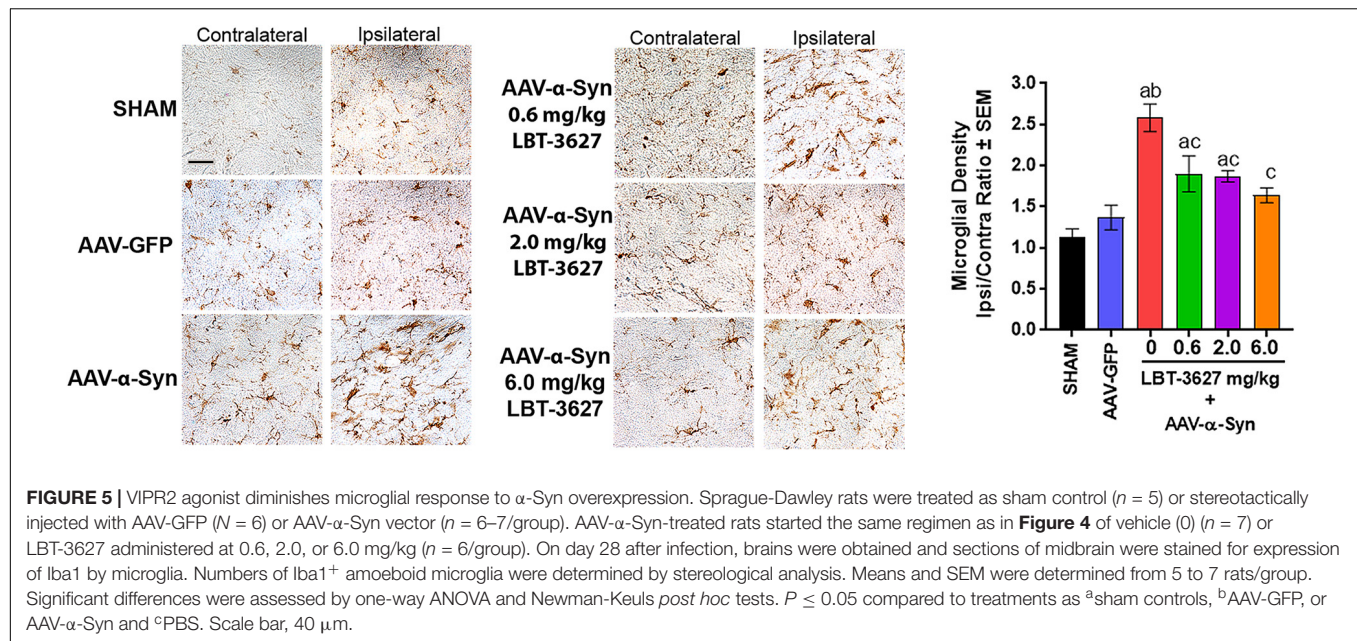 Contralateral Ipsilateral
SHAM
AAV-GFP
AAV-α-Syn
Contralateral Ipsilateral
AAV-α-Syn
0.6 mg/kg
LBT-3627
AAV-α-Syn
2.0 mg/kg
LBT-3627
AAV-α-Syn
6.0 mg/kg
LBT-3627
Microglial Density
Ipsi/Contra Ratio ± SEM
3.0
2.5
2.0
1.5
1.0
0.5
0.0
ab
ac
ac
c
SHAM
AAV-GFP
0 0.6 2.0 6.0
LBT-3627 mg/kg
+
AAV-α-Syn
FIGURE 5 | VIPR2 agonist diminishes microglial response to α-Syn overexpression. Sprague-Dawley rats were treated as sham control (n = 5) or stereotactically
injected with AAV-GFP (N = 6) or AAV-α-Syn vector (n = 6–7/group). AAV-α-Syn-treated rats started the same regimen as in Figure 4 of vehicle (0) (n = 7) or
LBT-3627 administered at 0.6, 2.0, or 6.0 mg/kg (n = 6/group). On day 28 after infection, brains were obtained and sections of midbrain were stained for expression
of Iba1 by microglia. Numbers of Iba1+ amoeboid microglia were determined by stereological analysis. Means and SEM were determined from 5 to 7 rats/group.
Significant differences were assessed by one-way ANOVA and Newman-Keuls post hoc tests. P ≤ 0.05 compared to treatments as a sham controls, b AAV-GFP, or
AAV-α-Syn and c PBS. Scale bar, 40 μm.